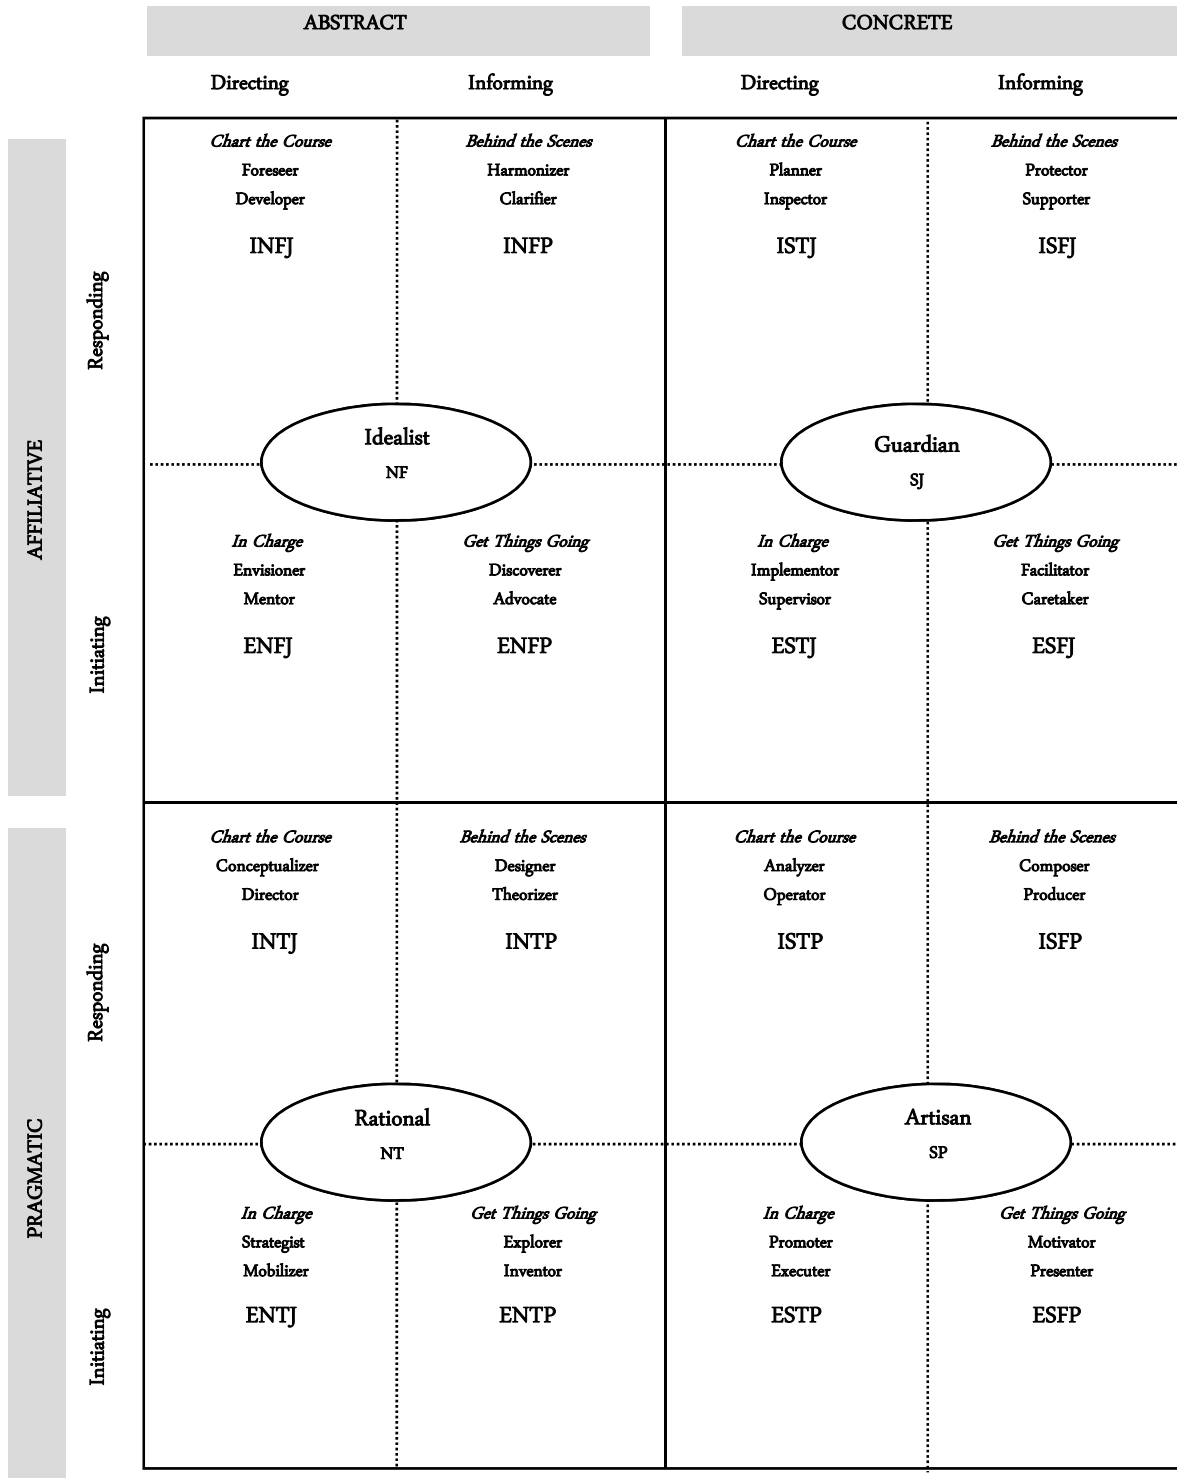 ABSTRACT
CONCRETE
Directing
Informing
Directing
Informing
AFFILIATIVE
Responding
Chart the Course
Foreseer
Developer
INFJ
Behind the Scenes
Harmonizer
Clarifier
INFP
Chart the Course
Planner
Inspector
ISTJ
Behind the Scenes
Protector
Supporter
ISFJ
Idealist
NF
Guardian
SJ
Initiating
In Charge
Envisioner
Mentor
ENFJ
Get Things Going
Discoverer
Advocate
ENFP
In Charge
Implementor
Supervisor
ESTJ
Get Things Going
Facilitator
Caretaker
ESFJ
PRAGMATIC
Responding
Chart the Course
Conceptualizer
Director
INTJ
Behind the Scenes
Designer
Theorizer
INTP
Chart the Course
Analyzer
Operator
ISTP
Behind the Scenes
Composer
Producer
ISFP
Rational
NT
Artisan
SP
Initiating
In Charge
Strategist
Mobilizer
ENTJ
Get Things Going
Explorer
Inventor
ENTP
In Charge
Promoter
Executer
ESTP
Get Things Going
Motivator
Presenter
ESFP